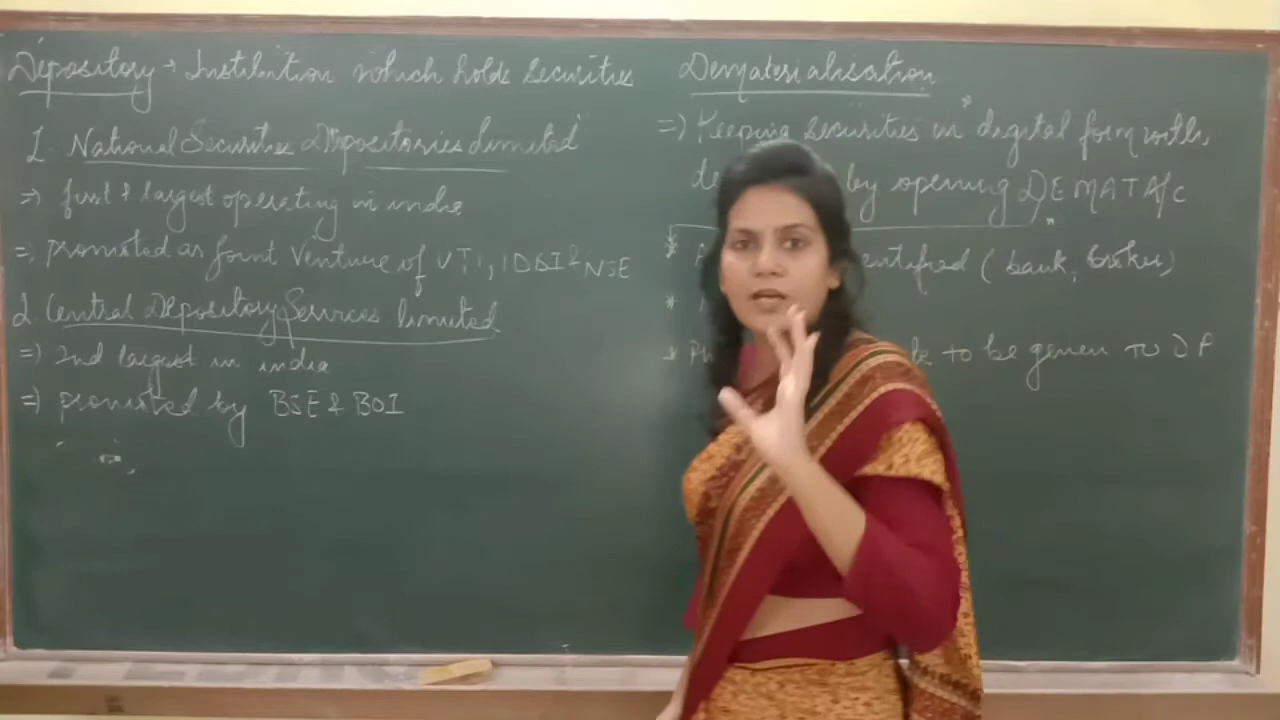 Depository → Institution which holds securities
1. National Securities Depositories limited
⇒ first & largest operating in india
⇒ promoted as Joint Venture of UTI, IDBI & NSE
2 Central Depository Services limited
⇒ 2nd largest in india
⇒ promoted by BSE & BOI
Dematerialisation
⇒ Keeping securities in digital form with
by opening DEMAT A/c
(bank, broker)
*
to be given to DP